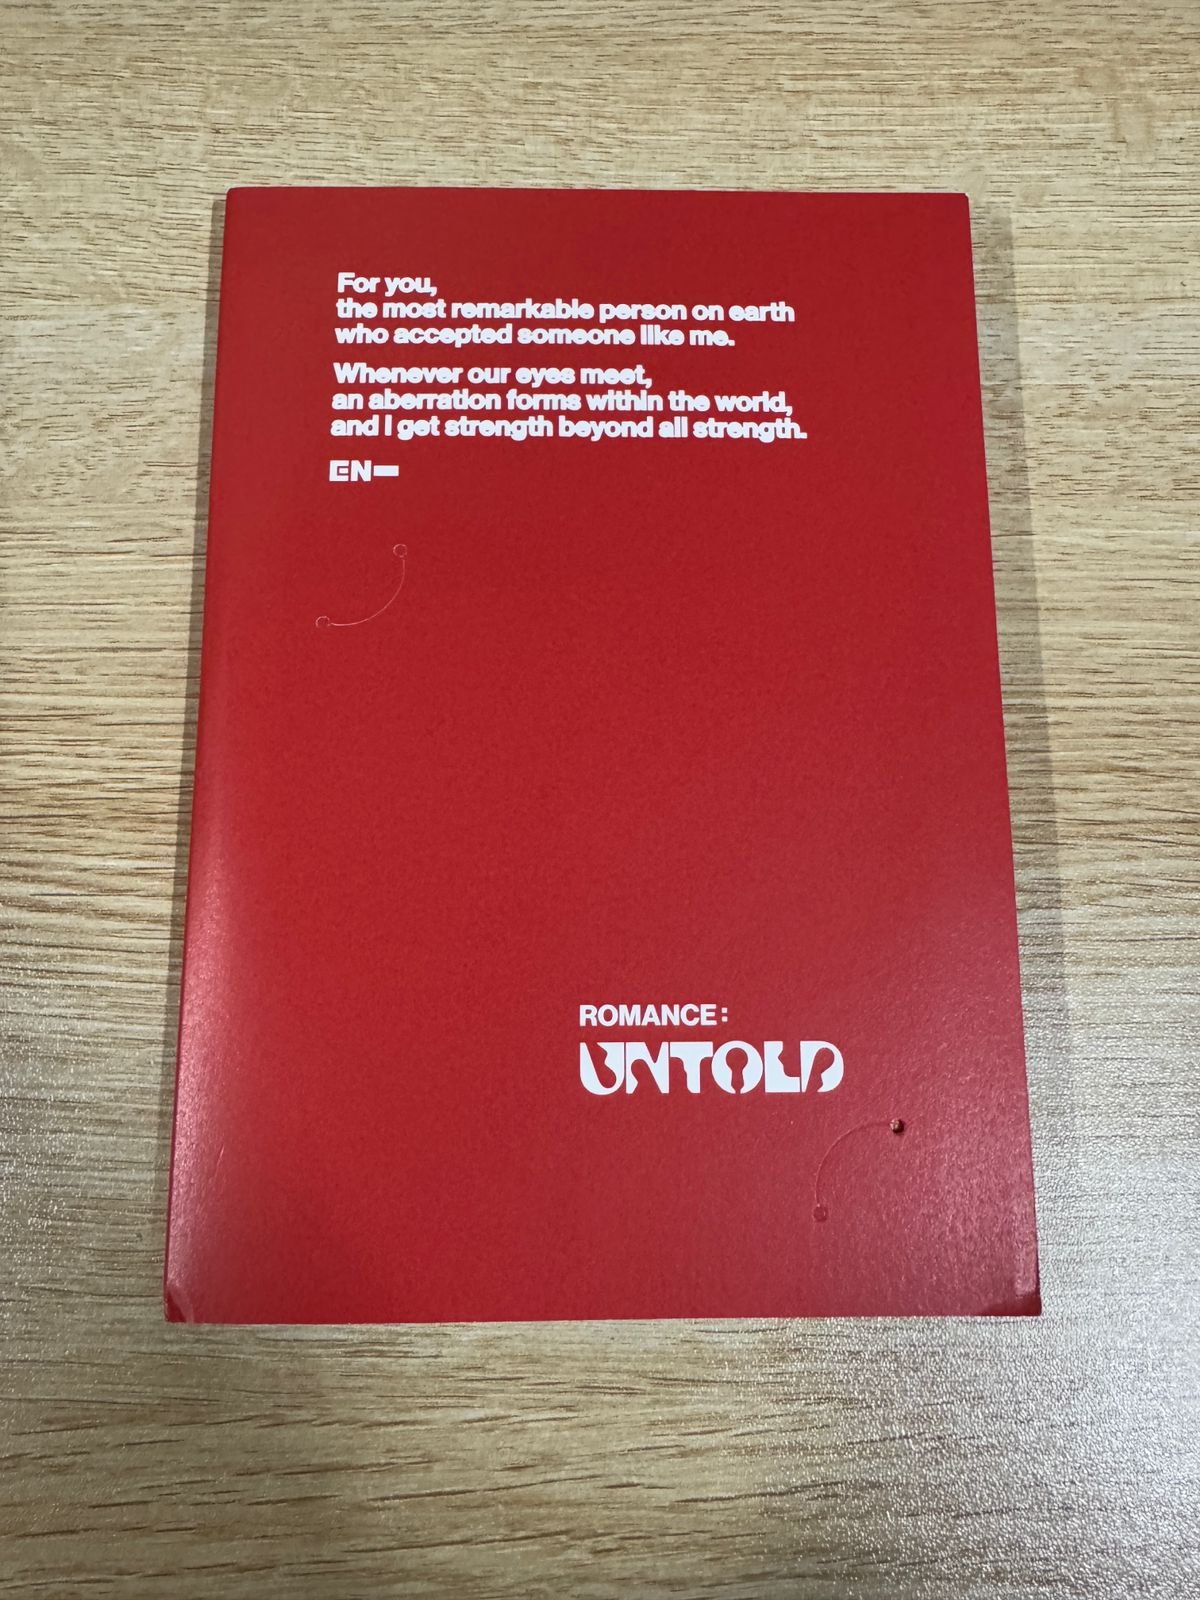 For you,
the most remarkable person on earth
who accepted someone like me.
Whenever our eyes meet,
an aberration forms within the world,
and I get strength beyond all strength.
EN–
ROMANCE:
UNTOLD